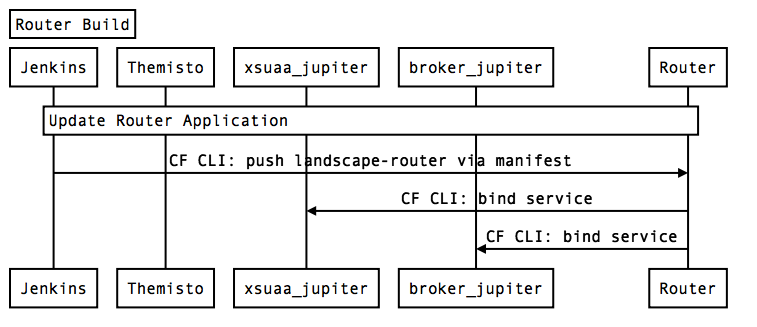 Router Build
Jenkins Themisto xsuaa_jupiter broker_jupiter Router
Update Router Application
CF CLI: push landscape-router via manifest
CF CLI: bind service
CF CLI: bind service
Jenkins Themisto xsuaa_jupiter broker_jupiter Router